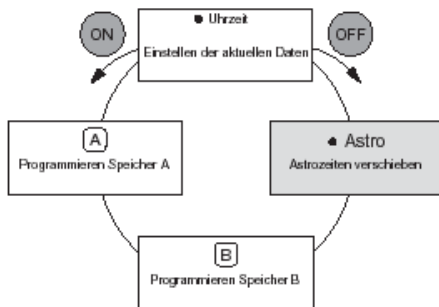 ON
● Uhrzeit
OFF
Einstellen der aktuellen Daten
A
Programmieren Speicher A
● Astro
Astrozeiten verschieben
B
Programmieren Speicher B